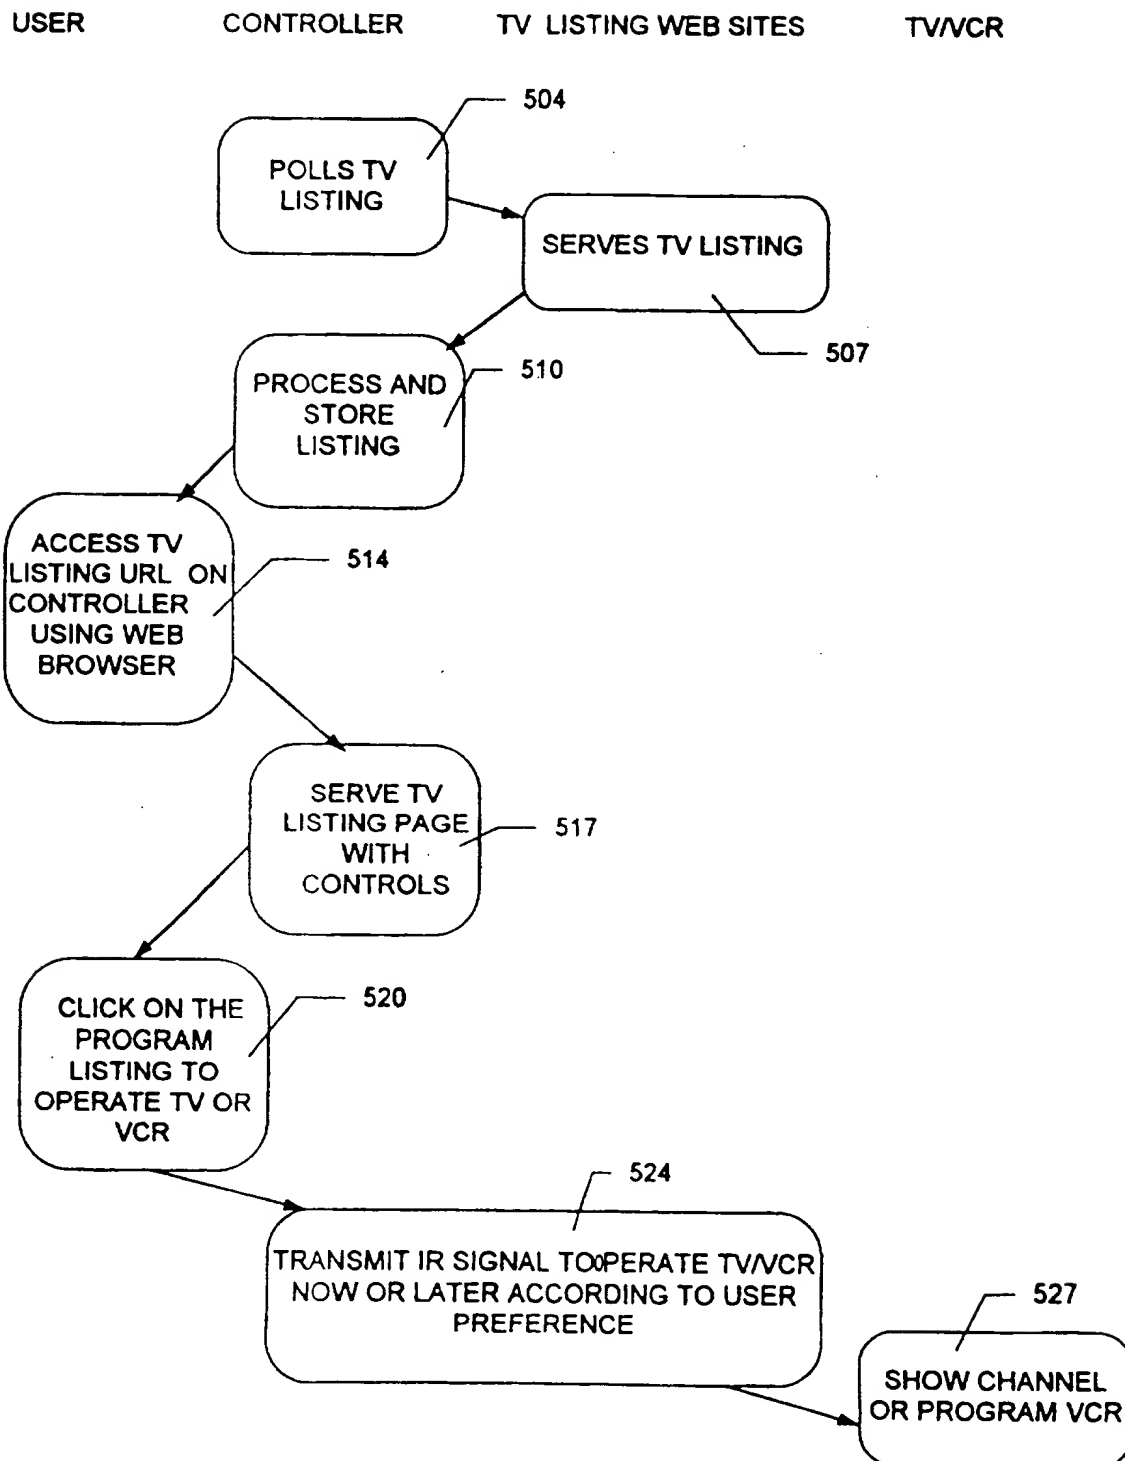 USER CONTROLLER TV LISTING WEB SITES TV/VCR
504
POLLS TV
LISTING
SERVES TV LISTING
507
510
PROCESS AND
STORE
LISTING
514
ACCESS TV
LISTING URL ON
CONTROLLER
USING WEB
BROWSER
SERVE TV
LISTING PAGE
WITH
CONTROLS
517
520
CLICK ON THE
PROGRAM
LISTING TO
OPERATE TV OR
VCR
524
TRANSMIT IR SIGNAL TO OPERATE TV/VCR
NOW OR LATER ACCORDING TO USER
PREFERENCE
527
SHOW CHANNEL
OR PROGRAM VCR